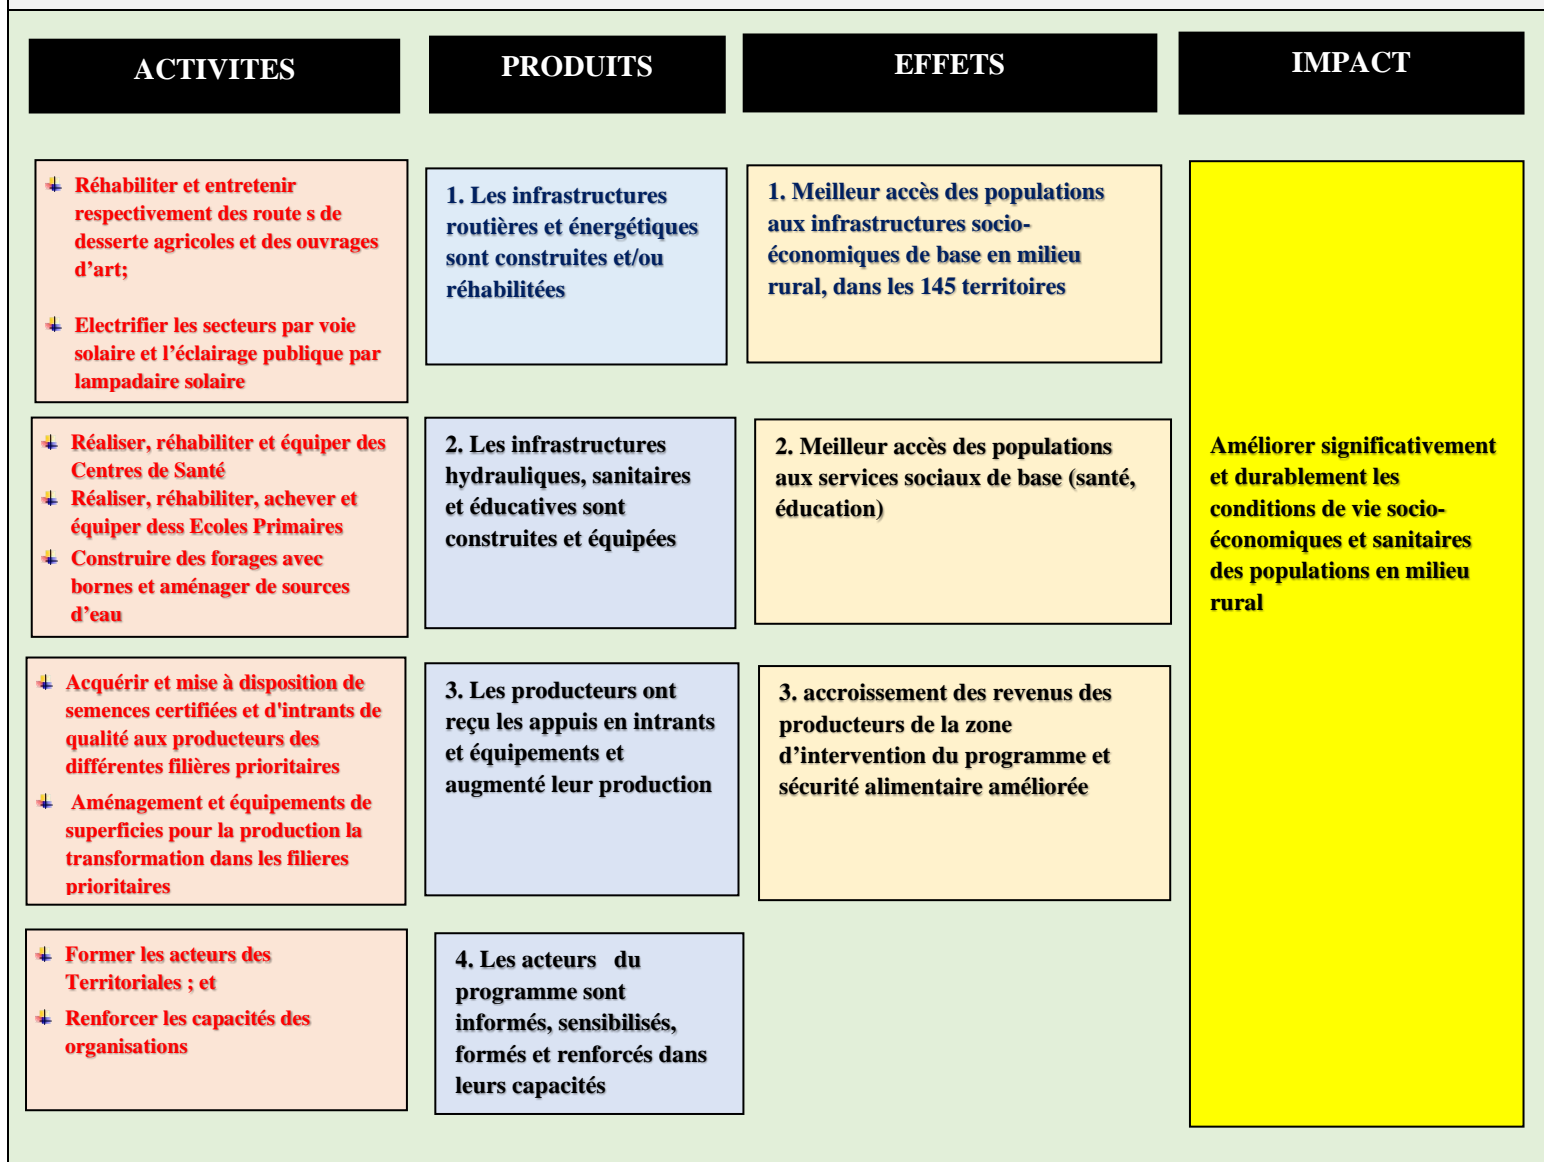 ACTIVITES
PRODUITS
EFFETS
IMPACT
Réhabiliter et entretenir
respectivement des route s de
desserte agricoles et des ouvrages
d’art;
Electrifier les secteurs par voie
solaire et l’éclairage publique par
lampadaire solaire
1. Les infrastructures
routières et énergétiques
sont construites et/ou
réhabilitées
1. Meilleur accès des populations
aux infrastructures socio-
économiques de base en milieu
rural, dans les 145 territoires
Réaliser, réhabiliter et équiper des
Centres de Santé
Réaliser, réhabiliter, achever et
équiper dess Ecoles Primaires
Construire des forages avec
bornes et aménager de sources
d’eau
2. Les infrastructures
hydrauliques, sanitaires
et éducatives sont
construites et équipées
2. Meilleur accès des populations
aux services sociaux de base (santé,
éducation)
Améliorer significativement
et durablement les
conditions de vie socio-
économiques et sanitaires
des populations en milieu
rural
Acquérir et mise à disposition de
semences certifiées et d'intrants de
qualité aux producteurs des
différentes filières prioritaires
Aménagement et équipements de
superficies pour la production la
transformation dans les filieres
prioritaires
3. Les producteurs ont
reçu les appuis en intrants
et équipements et
augmenté leur production
3. accroissement des revenus des
producteurs de la zone
d’intervention du programme et
sécurité alimentaire améliorée
Former les acteurs des
Territoriales ; et
Renforcer les capacités des
organisations
4. Les acteurs du
programme sont
informés, sensibilisés,
formés et renforcés dans
leurs capacités